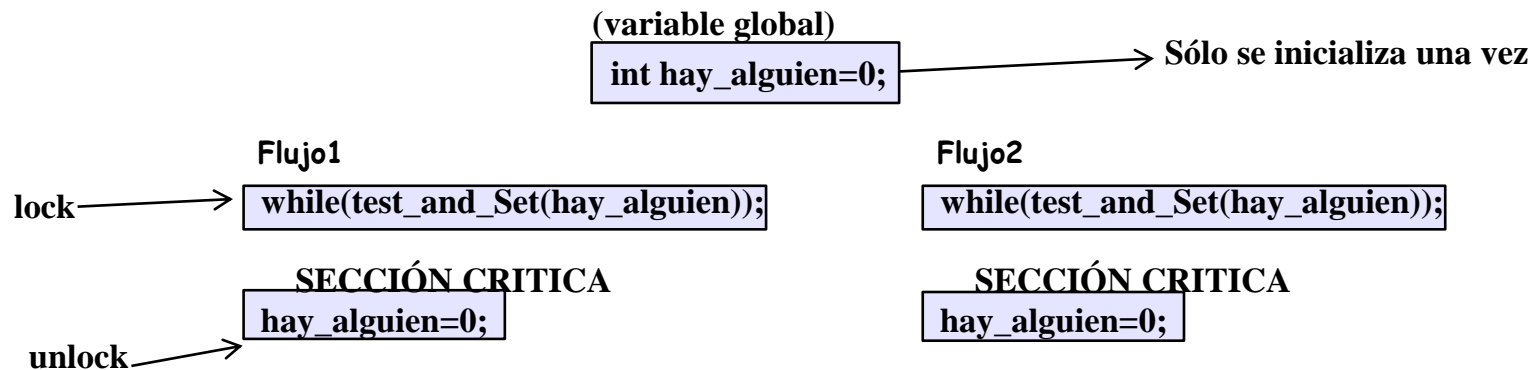 (variable global)
int hay_alguien=0;
Sólo se inicializa una vez
Flujo1
Flujo2
lock
while(test_and_Set(hay_alguien));
while(test_and_Set(hay_alguien));
SECCIÓN CRITICA
SECCIÓN CRITICA
hay_alguien=0;
hay_alguien=0;
unlock